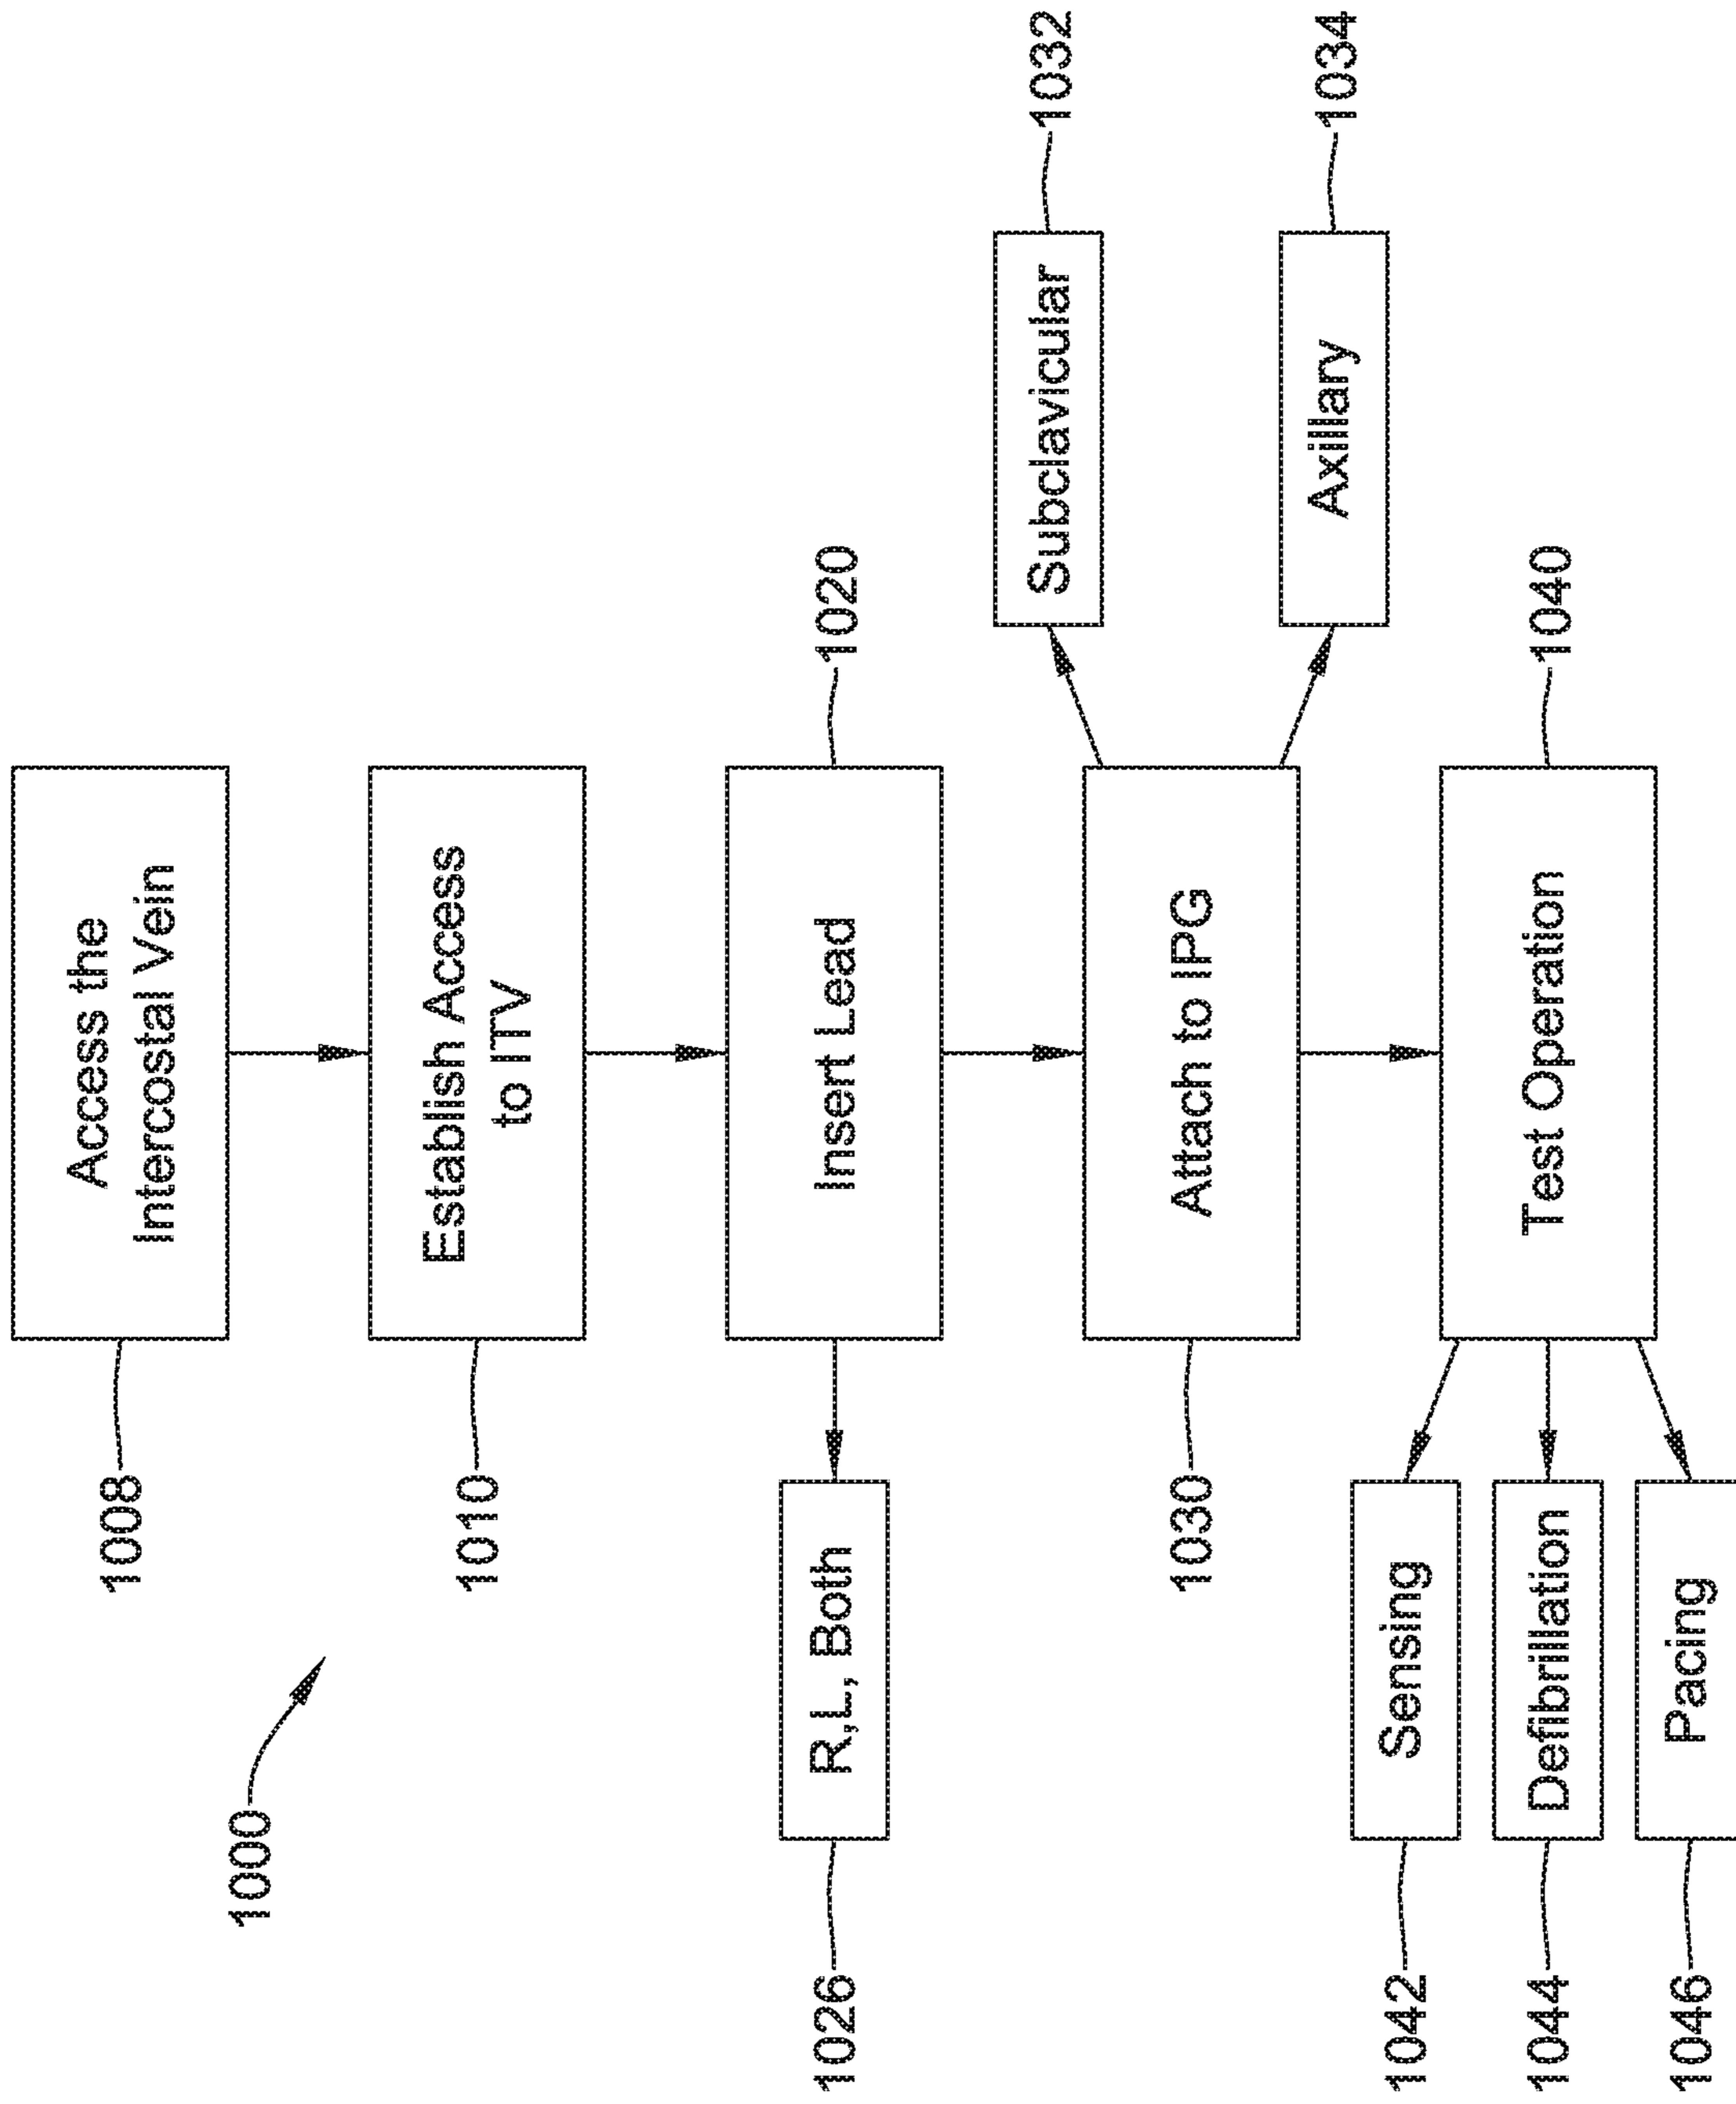 Access the
Intercostal Vein
1008
1000
Establish Access
to ITV
1010
Insert Lead
1020
R,L, Both
1026
Attach to IPG
1030
Subclavicular
1032
Axillary
1034
Test Operation
1040
Sensing
1042
Defibrillation
1044
Pacing
1046